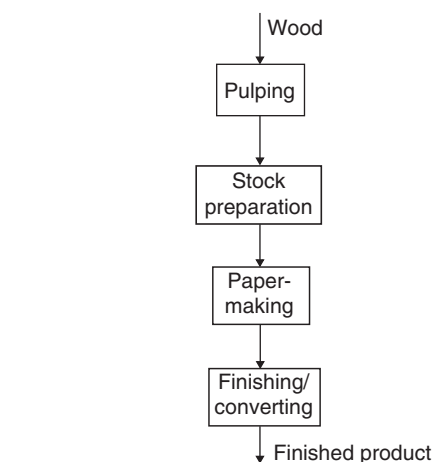 Wood
Pulping
Stock
preparation
Paper-
making
Finishing/
converting
Finished product